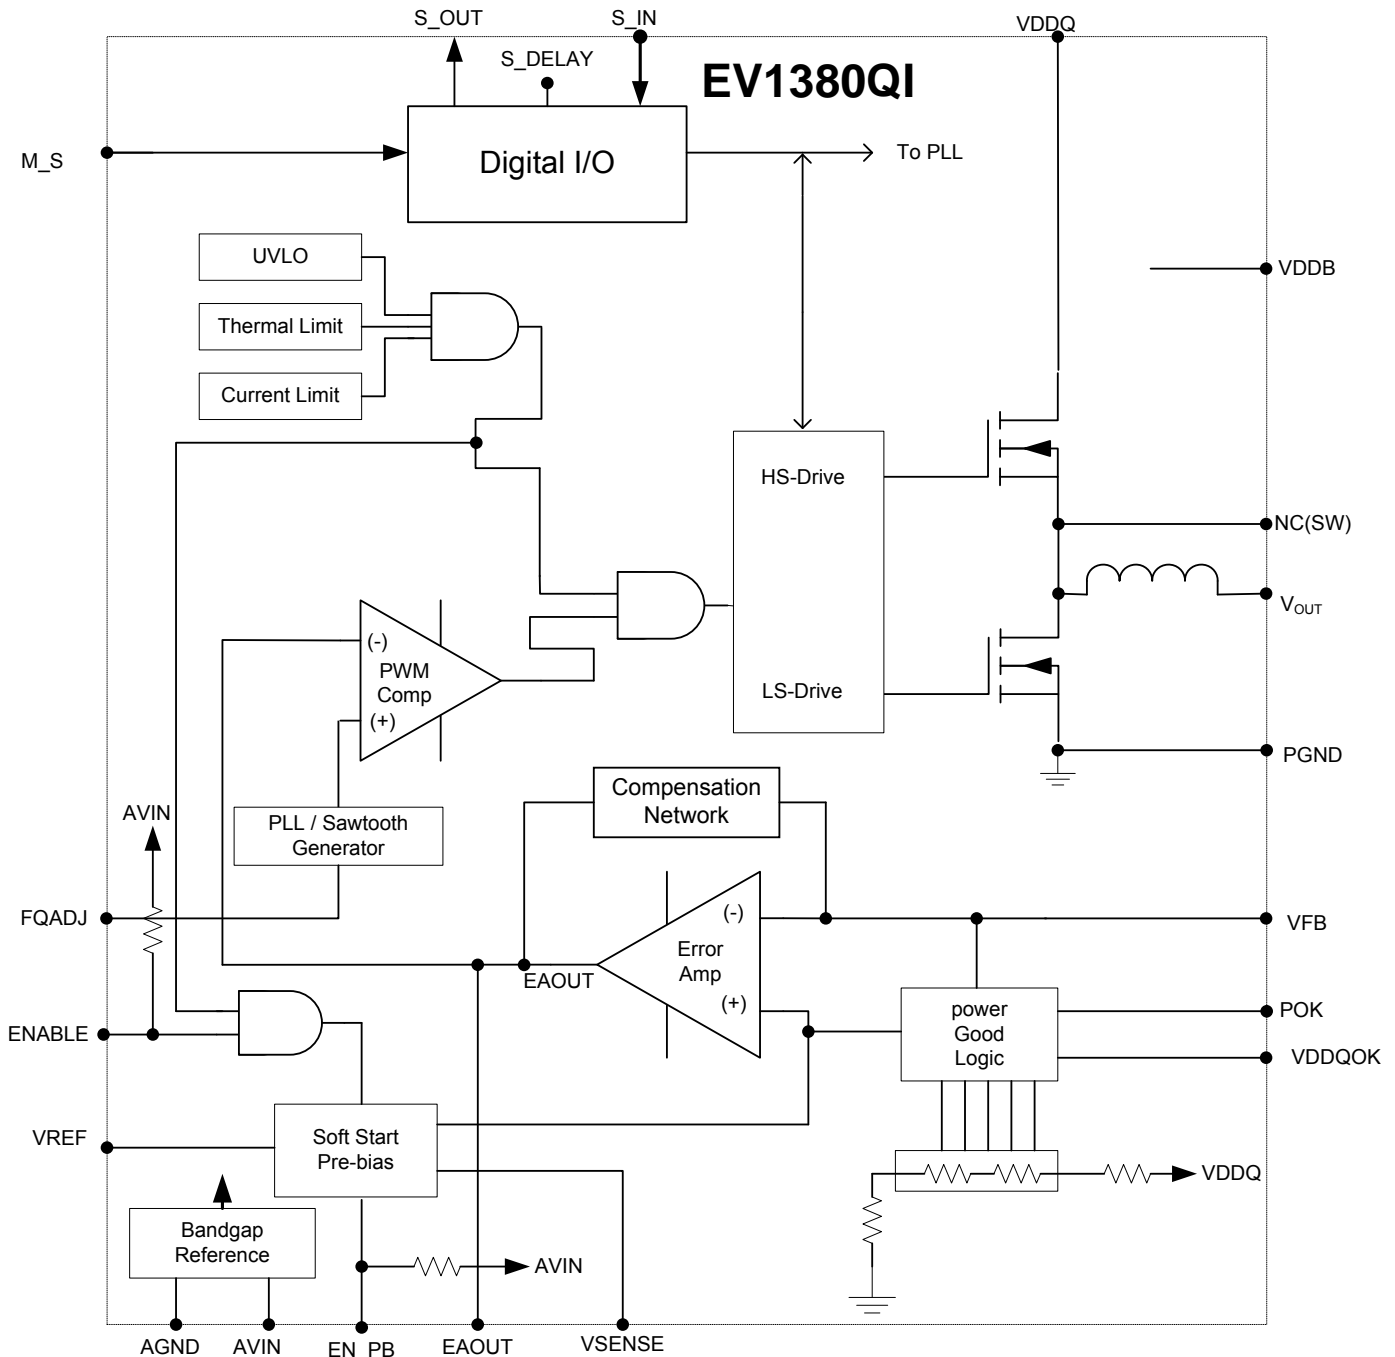 S_OUT
S_IN
VDDQ
S_DELAY
EV1380QI
M_S
Digital I/O
To PLL
UVLO
VDDB
Thermal Limit
Current Limit
HS-Drive
NC(SW)
VOUT
(-)
PWM
Comp
(+)
LS-Drive
PGND
Compensation
Network
AVIN
PLL / Sawtooth
Generator
FQADJ
(-)
VFB
Error
Amp
EAOUT
(+)
power
Good
Logic
POK
ENABLE
VDDQOK
VREF
Soft Start
Pre-bias
VDDQ
Bandgap
Reference
AVIN
AGND
AVIN
EN_PB
EAOUT
VSENSE